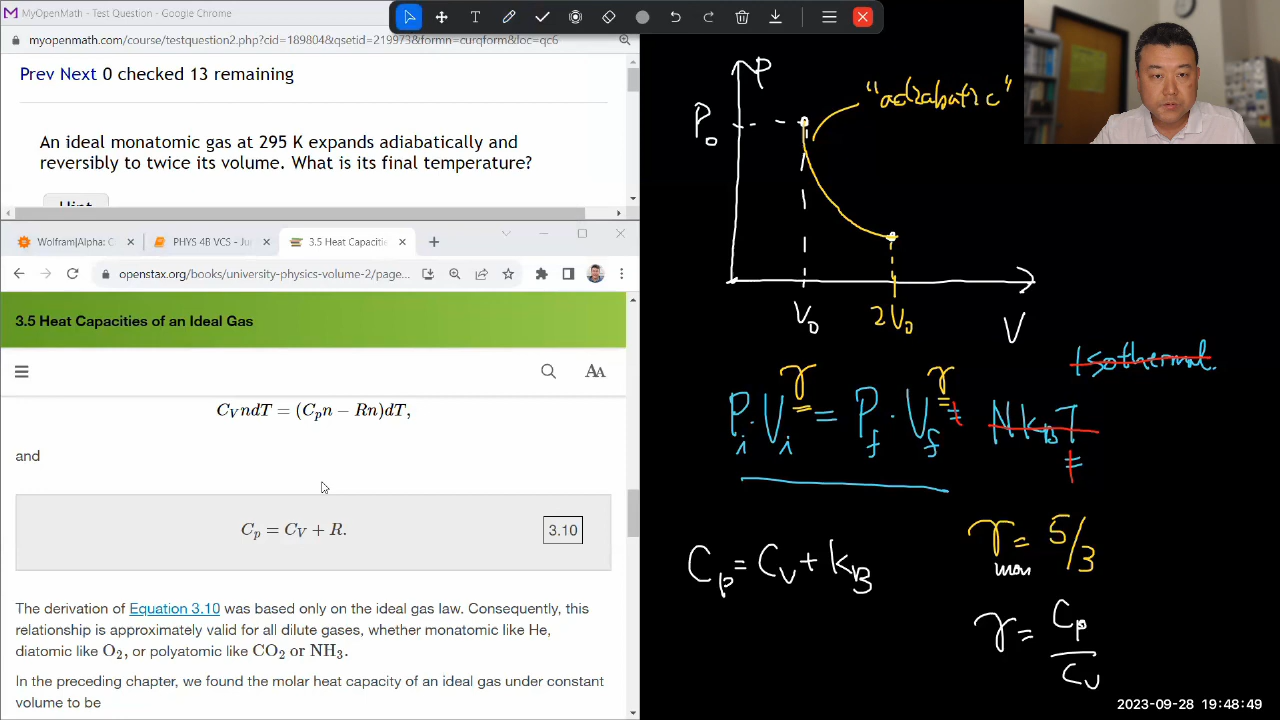 MyOpenMath - Test Question - Google Chrome
myopenmath.com/course/testquestion2.php?cid=189804&qsetid=219973&formn=curqform&loc=qc6
Prev Next 0 checked 13 remaining
An ideal monatomic gas at 295 K expands adiabatically and
reversibly to twice its volume. What is its final temperature?
Hint
Wolfram|Alpha: C
PHYS 4B VCS - Ju
3.5 Heat Capacitie
openstax.org/books/university-physics-volume-2/page...
3.5 Heat Capacities of an Ideal Gas
AA
C_V n dT = (C_p n − Rn)dT,
and
C_p = C_V + R.
3.10
The derivation of Equation 3.10 was based only on the ideal gas law. Consequently, this
relationship is approximately valid for all dilute gases, whether monatomic like He,
diatomic like O₂, or polyatomic like CO₂ or NH₃.
In the preceding chapter, we found the molar heat capacity of an ideal gas under constant
volume to be
T
P
"adiabatic"
P₀
V₀
2V₀
V
Isothermal.
P_i V_i^γ = P_f · V_f^γ = N k_B T
γ_mon = 5/3
C_p = C_V + k_B
γ = C_p / C_V
2023-09-28 19:48:49